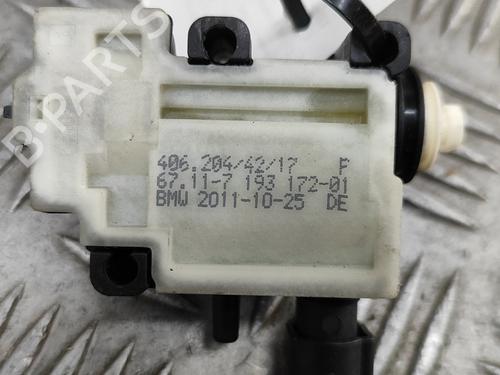 B-PARTS
406.204/42/17 P
67.11-7 193 172-01
BMW 2011-10-25 DE